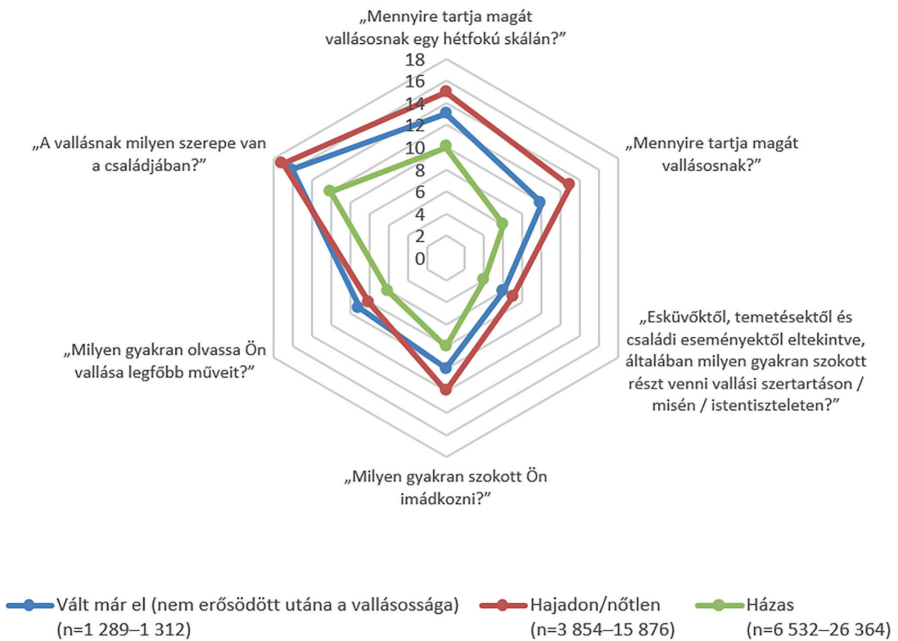 „Mennyire tartja magát
vallásosnak egy hétfokú skálán?”
18
16
14
12
10
8
6
4
2
0
„Mennyire tartja magát
vallásosnak?”
„Esküvőktől, temetésektől és
családi eseményektől eltekintve,
általában milyen gyakran szokott
részt venni vallási szertartáson /
misén / istentiszteleten?”
„Milyen gyakran szokott Ön
imádkozni?”
„Milyen gyakran olvassa Ön
vallása legfőbb műveit?”
„A vallásnak milyen szerepe van
a családjában?”
Vált már el (nem erősödött utána a vallásossága)
(n=1 289–1 312)
Hajadon/nőtlen
(n=3 854–15 876)
Házas
(n=6 532–26 364)